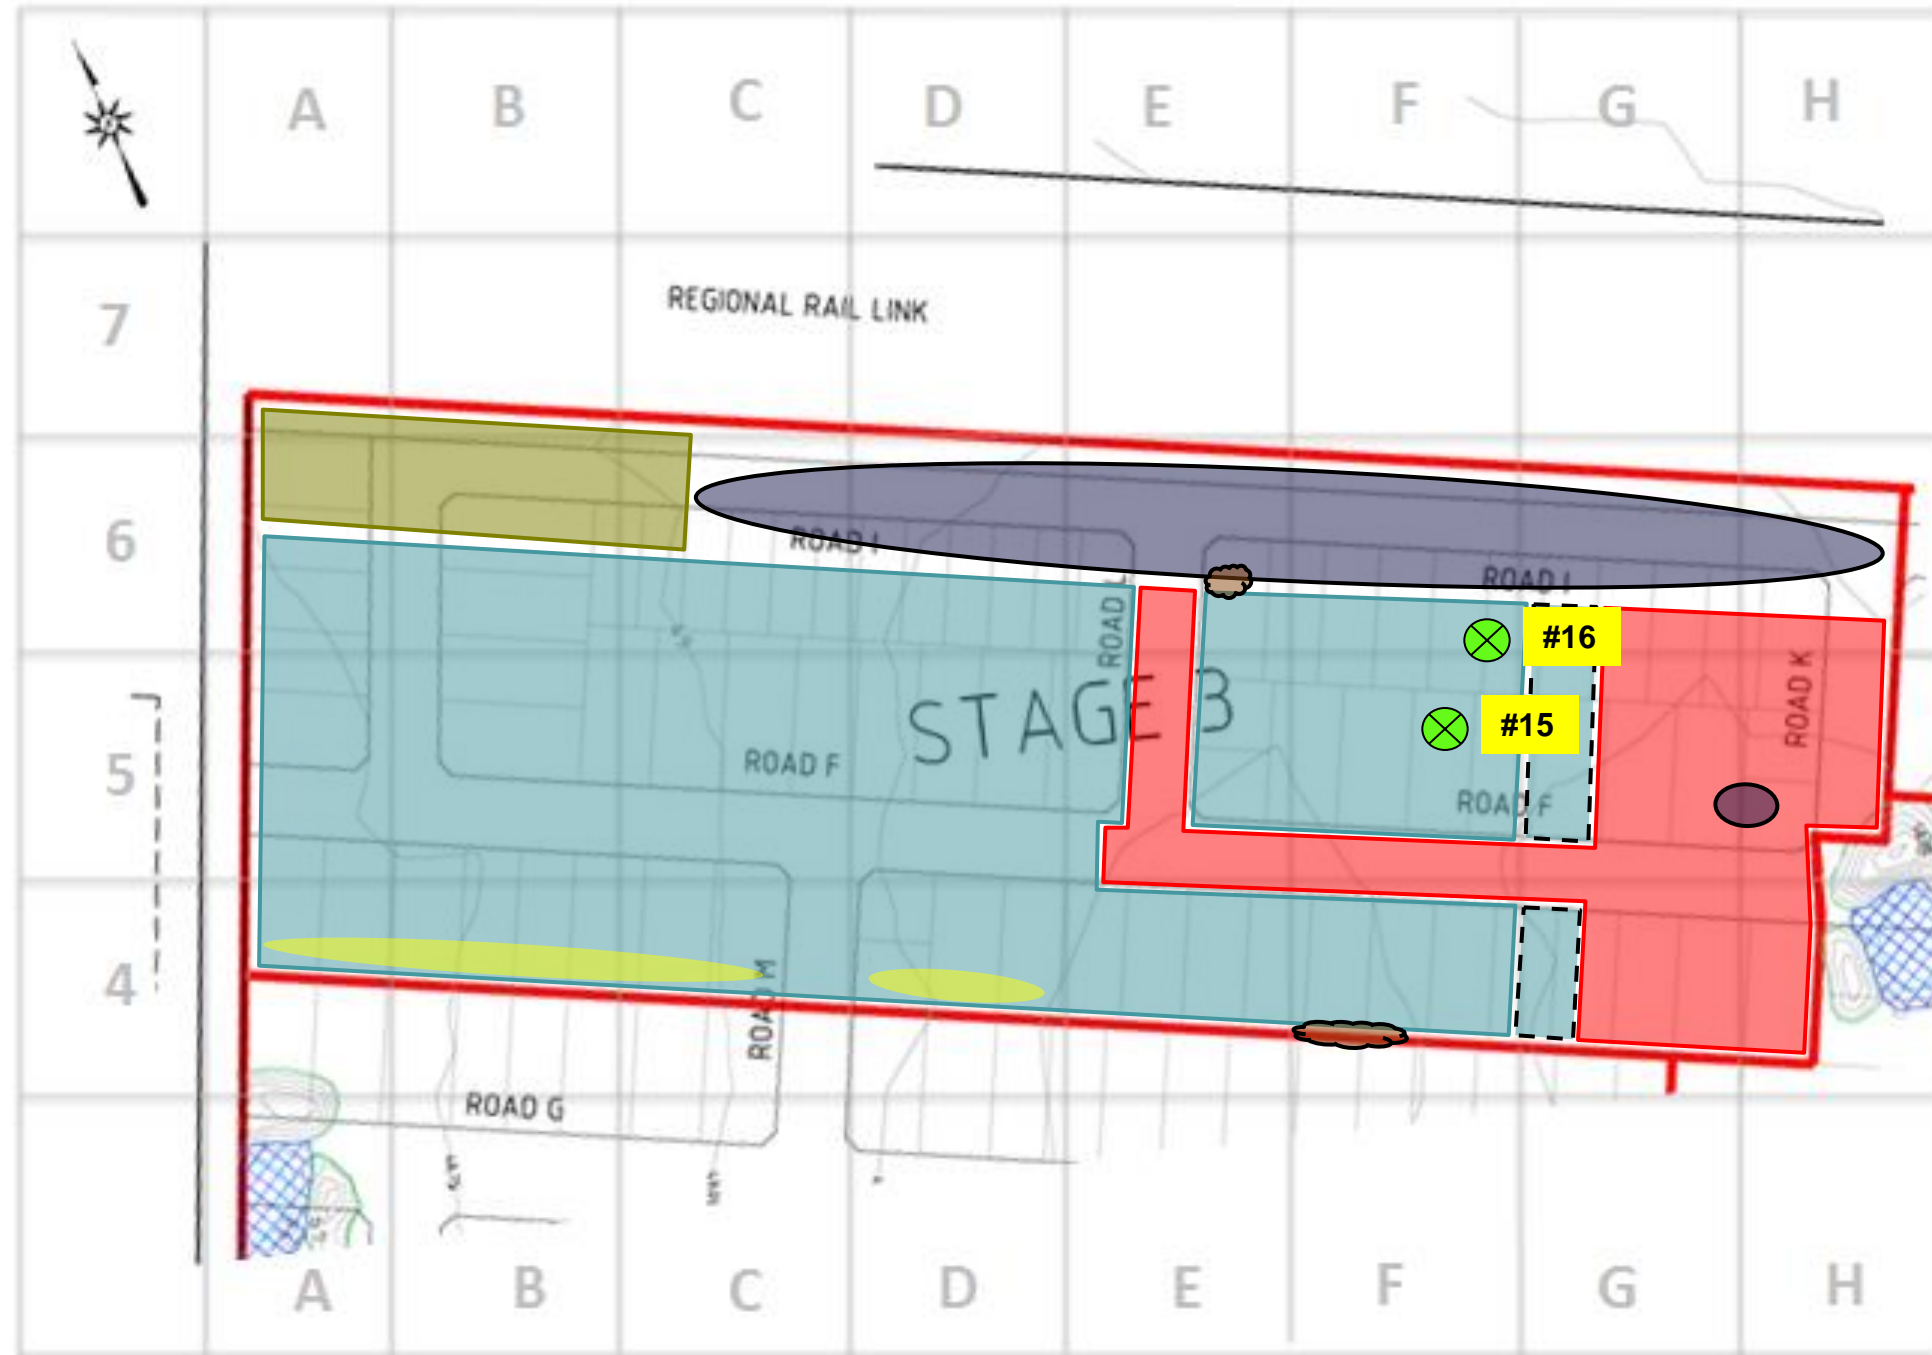 A B C D E F G H
7
REGIONAL RAIL LINK
6
ROAD I
ROAD I
ROAD L
#16
STAGE 3
ROAD K
#15
5
ROAD F
ROAD F
4
ROAD M
ROAD G
A B C D E F G H